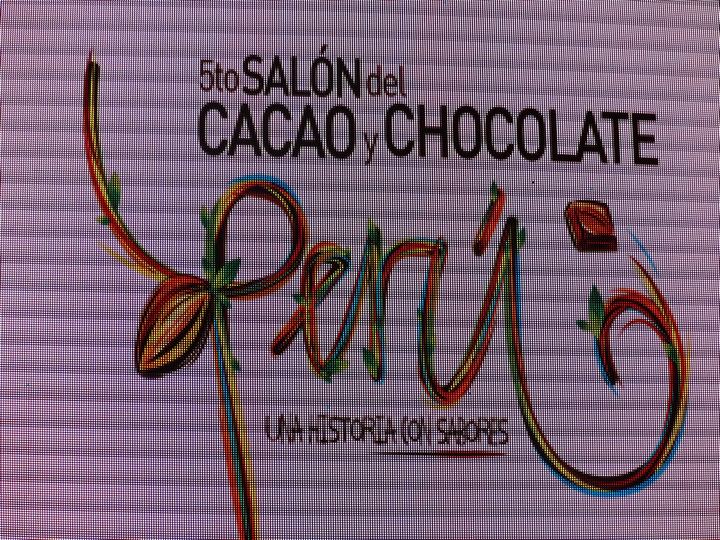 5to SALÓN del
CACAO y CHOCOLATE
Perú
UNA HISTORIA CON SABORES